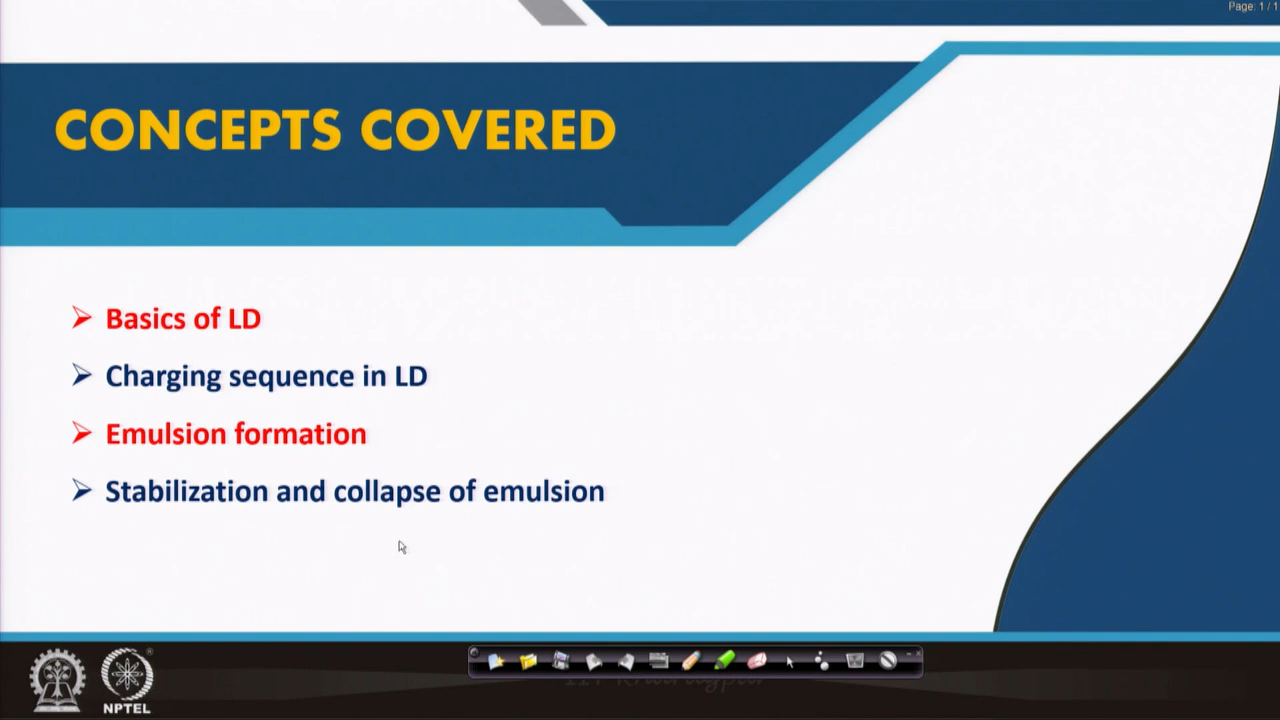 Page: 1 / 1
CONCEPTS COVERED
➢ Basics of LD
➢ Charging sequence in LD
➢ Emulsion formation
➢ Stabilization and collapse of emulsion
NPTEL